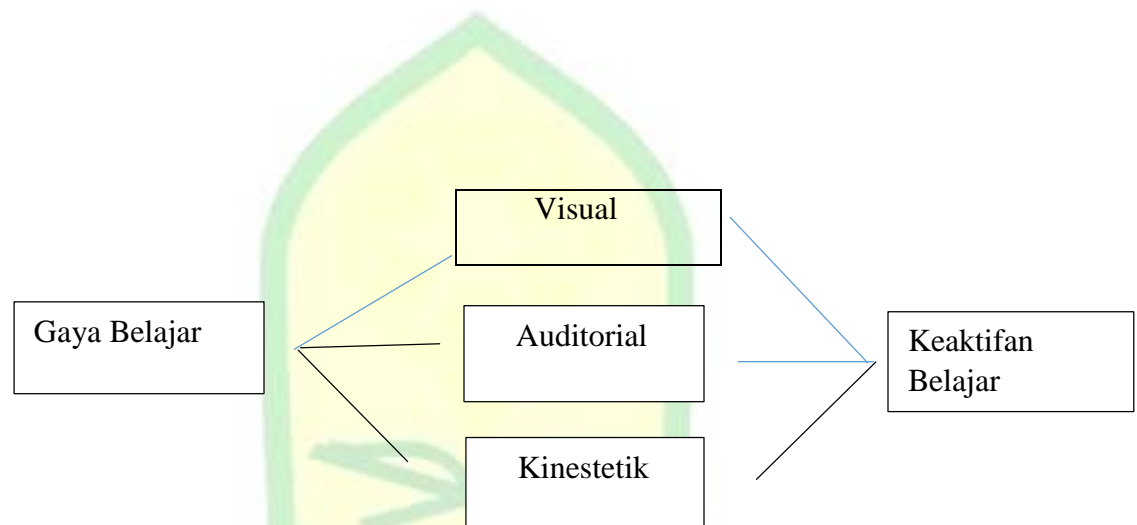 Visual
Gaya Belajar
Auditorial
Keaktifan
Belajar
Kinestetik